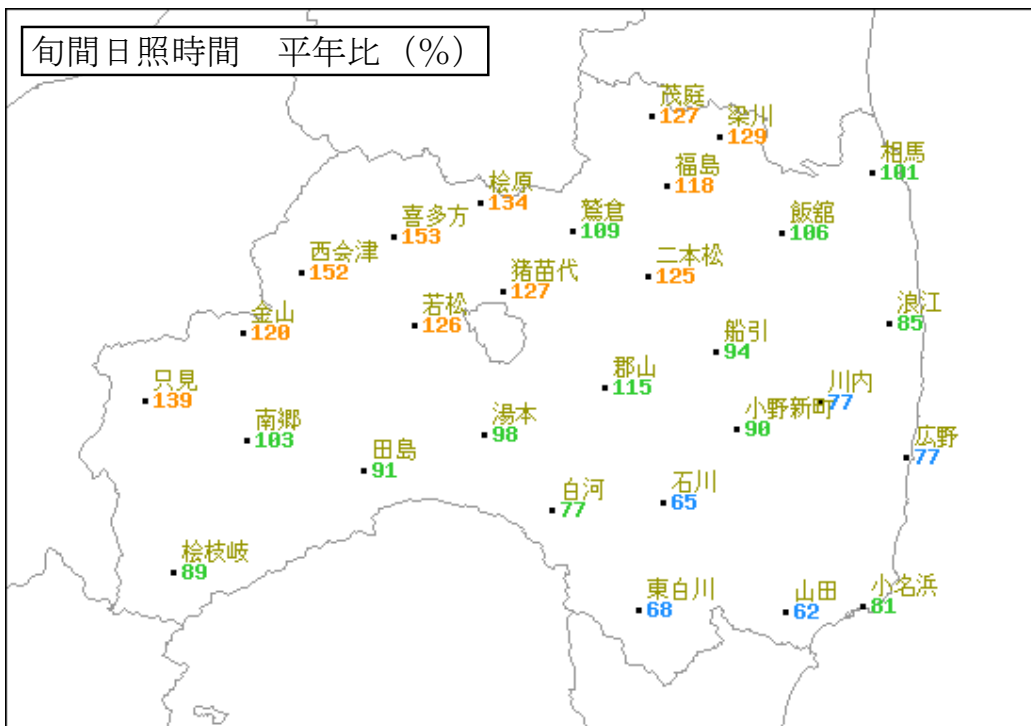 旬間日照時間 平年比(%)
茂庭
127
梁川
129
相馬
101
福島
118
桧原
134
鷲倉
109
飯舘
106
喜多方
153
西会津
152
猪苗代
127
二本松
125
金山
120
若松
126
浪江
85
船引
94
郡山
115
只見
139
川内
77
南郷
103
湯本
98
小野新町
90
広野
77
田島
91
白河
77
石川
65
桧枝岐
89
東白川
68
山田
62
小名浜
81